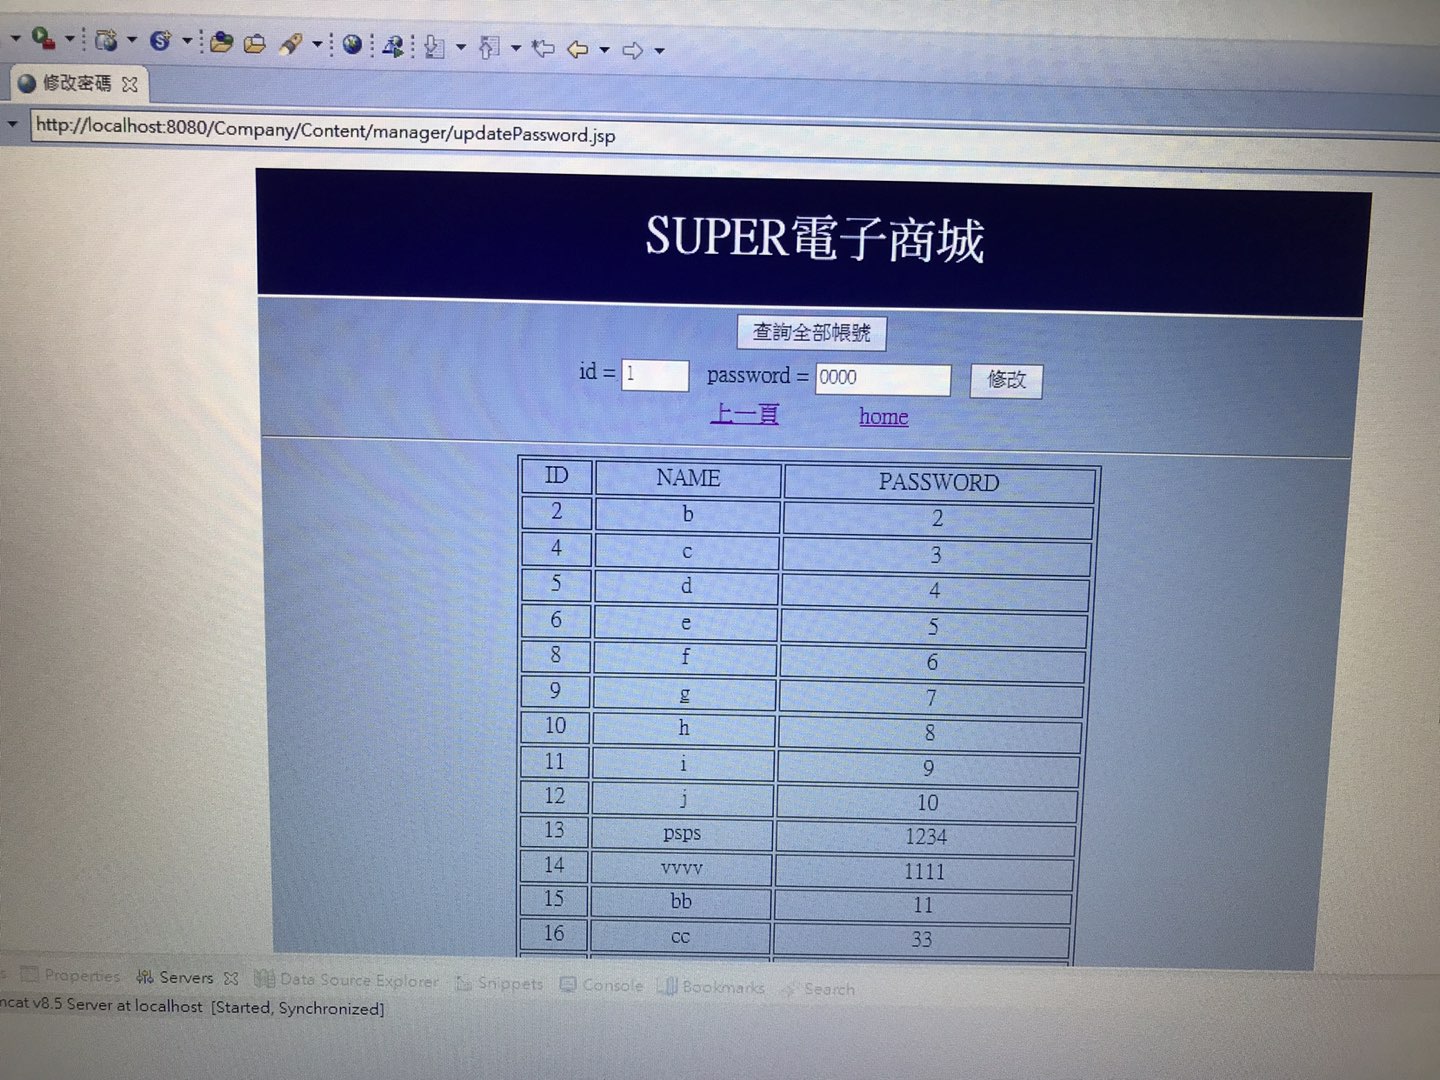 修改密碼
http://localhost:8080/Company/Content/manager/updatePassword.jsp
SUPER電子商城
查詢全部帳號
id = 1 password = 0000 修改
上一頁 home
ID NAME PASSWORD
2 b 2
4 c 3
5 d 4
6 e 5
8 f 6
9 g 7
10 h 8
11 i 9
12 j 10
13 psps 1234
14 vvvv 1111
15 bb 11
16 cc 33
Properties Servers Data Source Explorer Snippets Console Bookmarks Search
mcat v8.5 Server at localhost [Started, Synchronized]